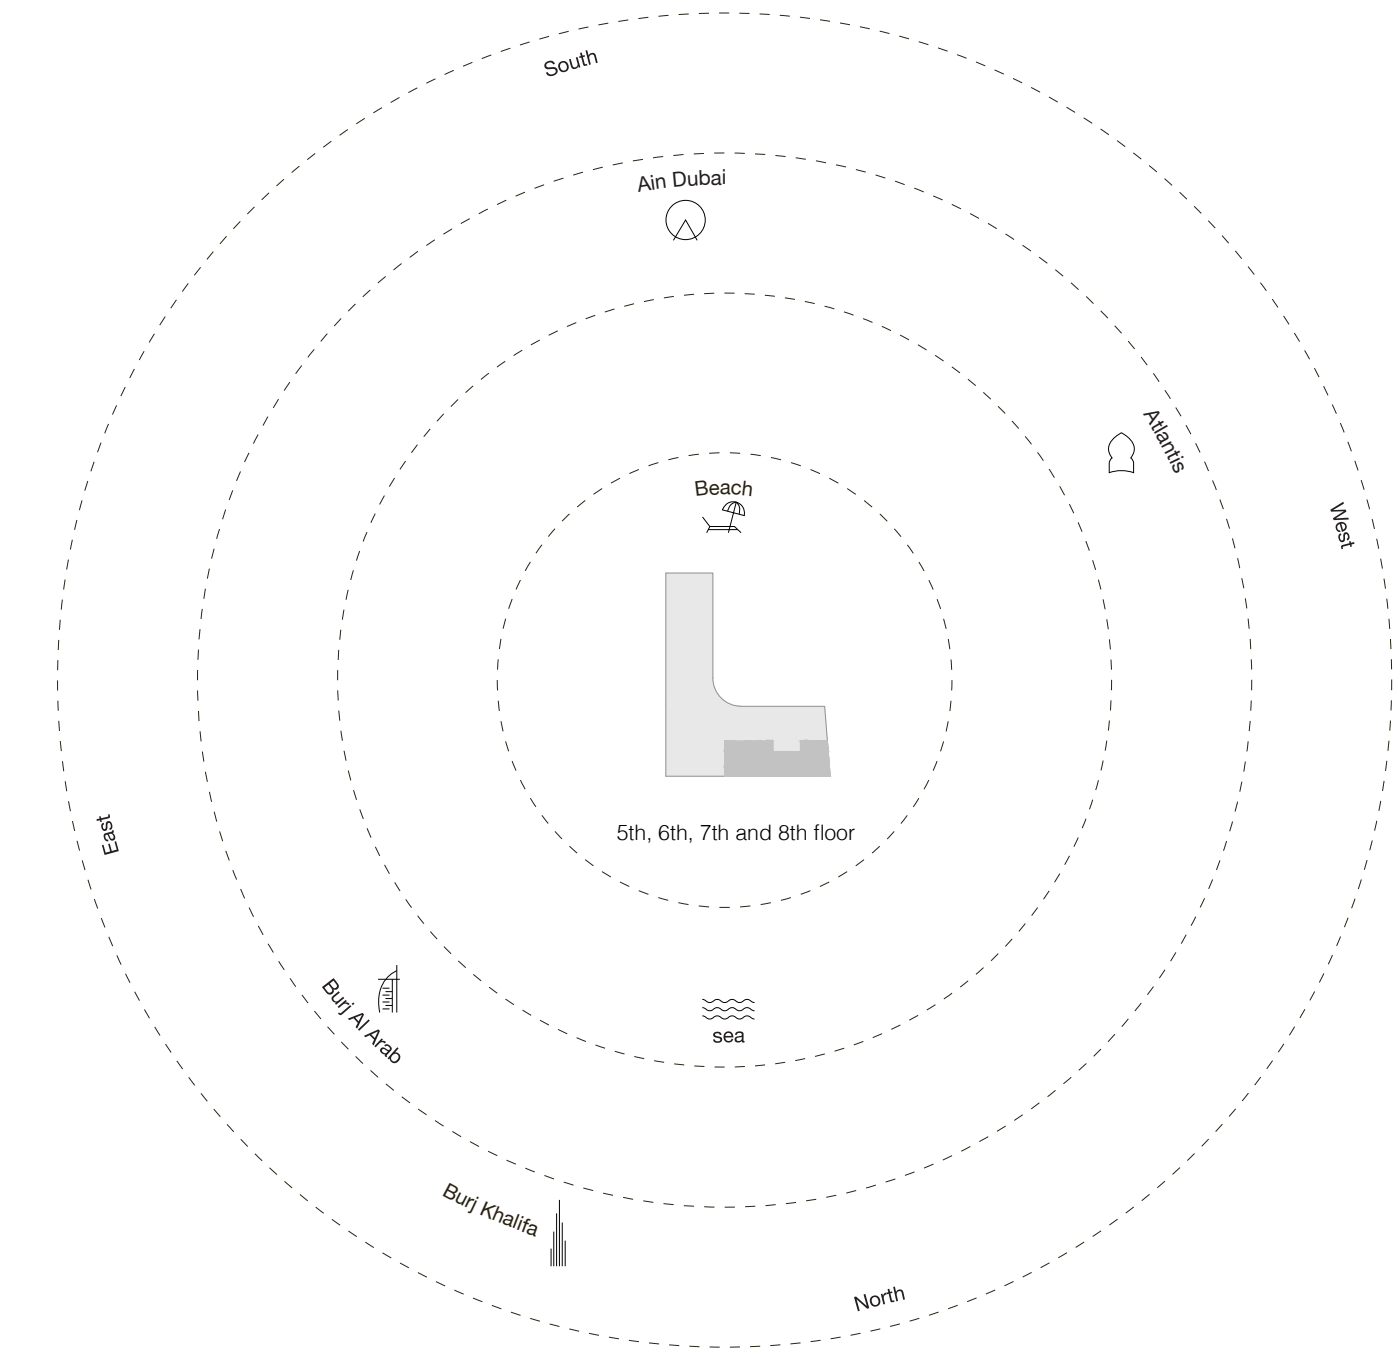 South
Ain Dubai
Atlantis
West
Beach
5th, 6th, 7th and 8th floor
East
Burj Al Arab
sea
Burj Khalifa
North